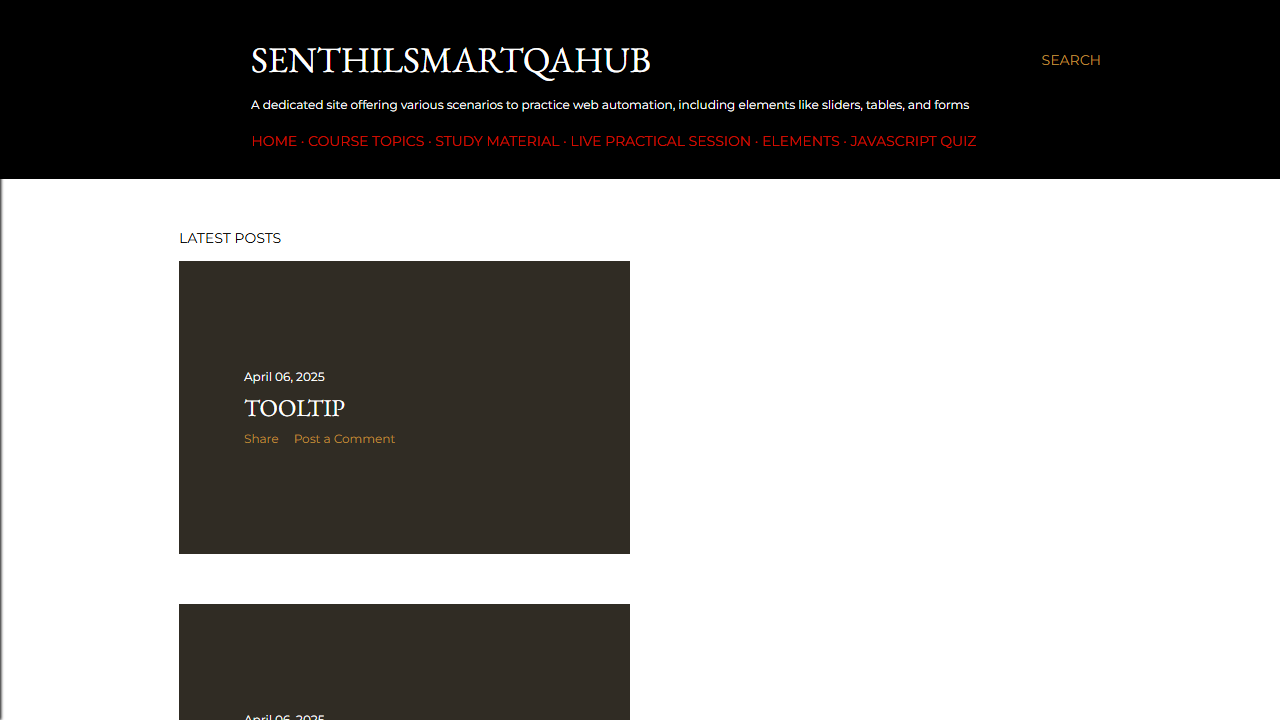 SENTHILSMARTQAHUB
SEARCH
A dedicated site offering various scenarios to practice web automation, including elements like sliders, tables, and forms
HOME · COURSE TOPICS · STUDY MATERIAL · LIVE PRACTICAL SESSION · ELEMENTS · JAVASCRIPT QUIZ
LATEST POSTS
April 06, 2025
TOOLTIP
Share Post a Comment
April 06, 2025